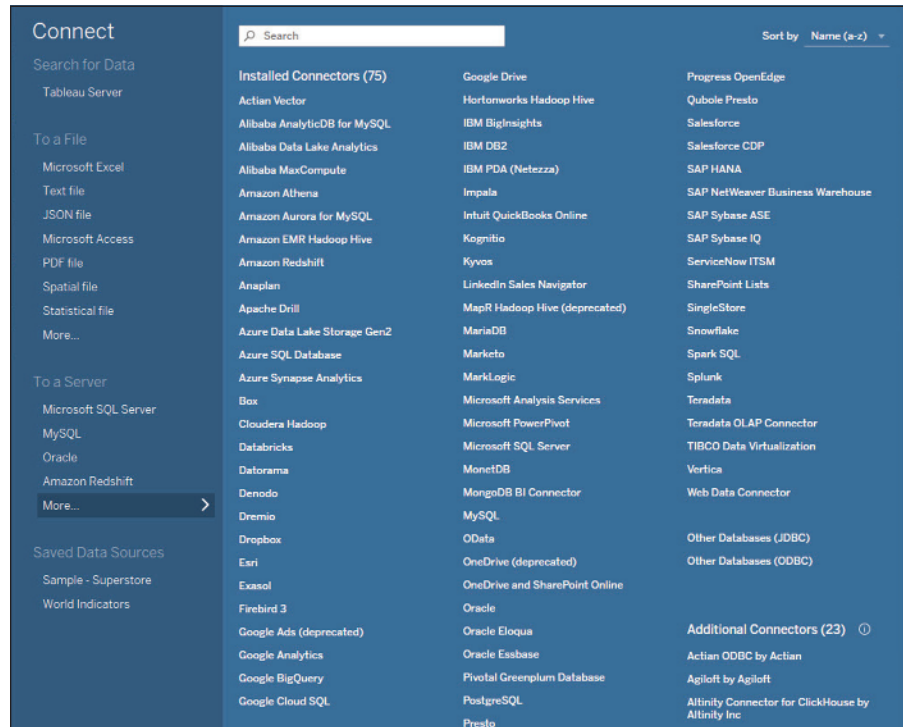 Connect
Search for Data
Tableau Server
To a File
Microsoft Excel
Text file
JSON file
Microsoft Access
PDF file
Spatial file
Statistical file
More...
To a Server
Microsoft SQL Server
MySQL
Oracle
Amazon Redshift
More...
Saved Data Sources
Sample - Superstore
World Indicators
Search
Sort by Name (a-z)
Installed Connectors (75)
Actian Vector
Alibaba AnalyticDB for MySQL
Alibaba Data Lake Analytics
Alibaba MaxCompute
Amazon Athena
Amazon Aurora for MySQL
Amazon EMR Hadoop Hive
Amazon Redshift
Anaplan
Apache Drill
Azure Data Lake Storage Gen2
Azure SQL Database
Azure Synapse Analytics
Box
Cloudera Hadoop
Databricks
Datorama
Denodo
Dremio
Dropbox
Esri
Exasol
Firebird 3
Google Ads (deprecated)
Google Analytics
Google BigQuery
Google Cloud SQL
Google Drive
Hortonworks Hadoop Hive
IBM BigInsights
IBM DB2
IBM PDA (Netezza)
Impala
Intuit QuickBooks Online
Kognitio
Kyvos
LinkedIn Sales Navigator
MapR Hadoop Hive (deprecated)
MariaDB
Marketo
MarkLogic
Microsoft Analysis Services
Microsoft PowerPivot
Microsoft SQL Server
MonetDB
MongoDB BI Connector
MySQL
OData
OneDrive (deprecated)
OneDrive and SharePoint Online
Oracle
Oracle Eloqua
Oracle Essbase
Pivotal Greenplum Database
PostgreSQL
Presto
Progress OpenEdge
Qubole Presto
Salesforce
Salesforce CDP
SAP HANA
SAP NetWeaver Business Warehouse
SAP Sybase ASE
SAP Sybase IQ
ServiceNow ITSM
SharePoint Lists
SingleStore
Snowflake
Spark SQL
Splunk
Teradata
Teradata OLAP Connector
TIBCO Data Virtualization
Vertica
Web Data Connector
Other Databases (JDBC)
Other Databases (ODBC)
Additional Connectors (23)
Actian ODBC by Actian
Agiloft by Agiloft
Altinity Connector for ClickHouse by
Altinity Inc